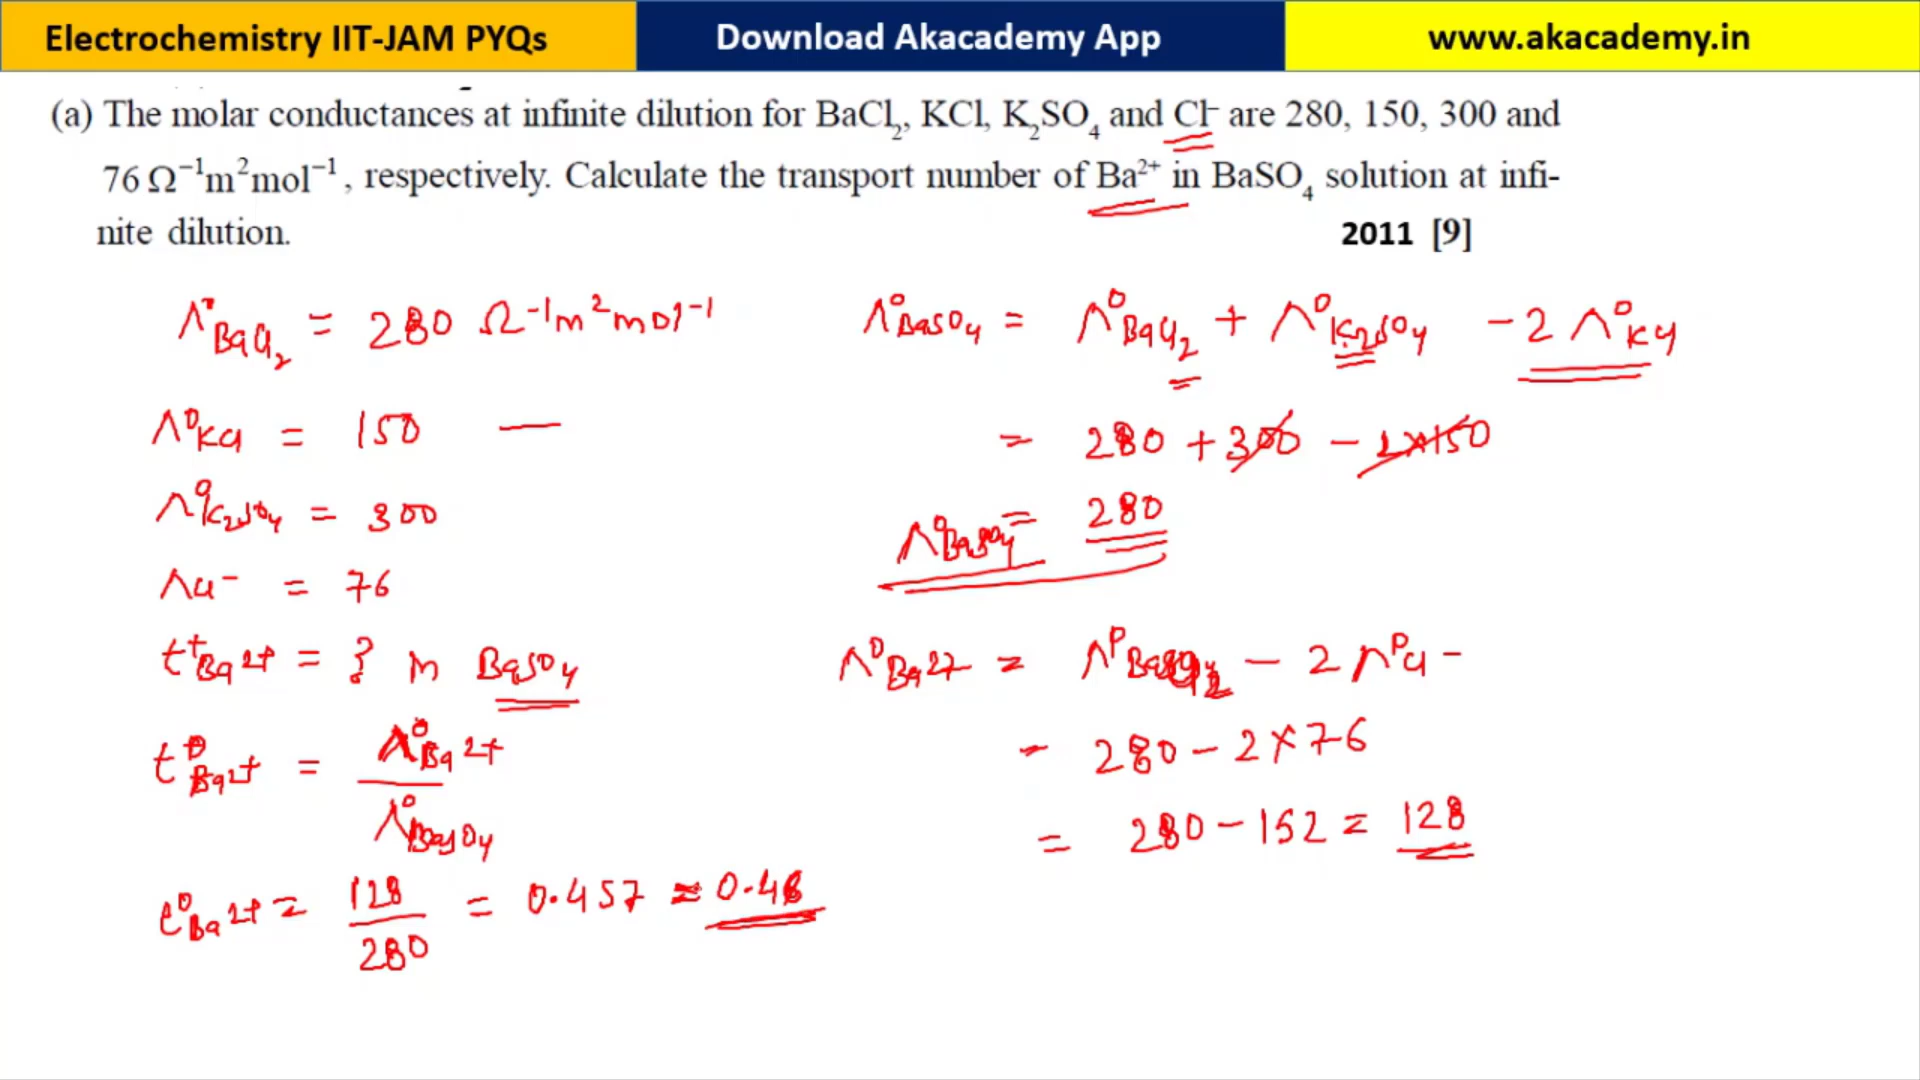 Electrochemistry IIT-JAM PYQs
Download Akacademy App
www.akacademy.in
(a) The molar conductances at infinite dilution for BaCl₂, KCl, K₂SO₄ and Cl⁻ are 280, 150, 300 and
76 Ω⁻¹m²mol⁻¹, respectively. Calculate the transport number of Ba²⁺ in BaSO₄ solution at infi-
nite dilution.
2011 [9]
Λ°BaCl₂ = 280 Ω⁻¹m²mol⁻¹
Λ°KCl = 150 —
Λ°K₂SO₄ = 300
ΛCl⁻ = 76
t⁺Ba²⁺ = ? in BaSO₄
t°Ba²⁺ = Λ°Ba²⁺ / Λ°BaSO₄
t°Ba²⁺ = 128/280 = 0.457 ≈ 0.46
Λ°BaSO₄ = Λ°BaCl₂ + Λ°K₂SO₄ - 2 Λ°KCl
= 280 + 300 - 2×150
Λ°BaSO₄ = 280
Λ°Ba²⁺ = Λ°BaCl₂ - 2 Λ°Cl⁻
= 280 - 2×76
= 280 - 152 = 128